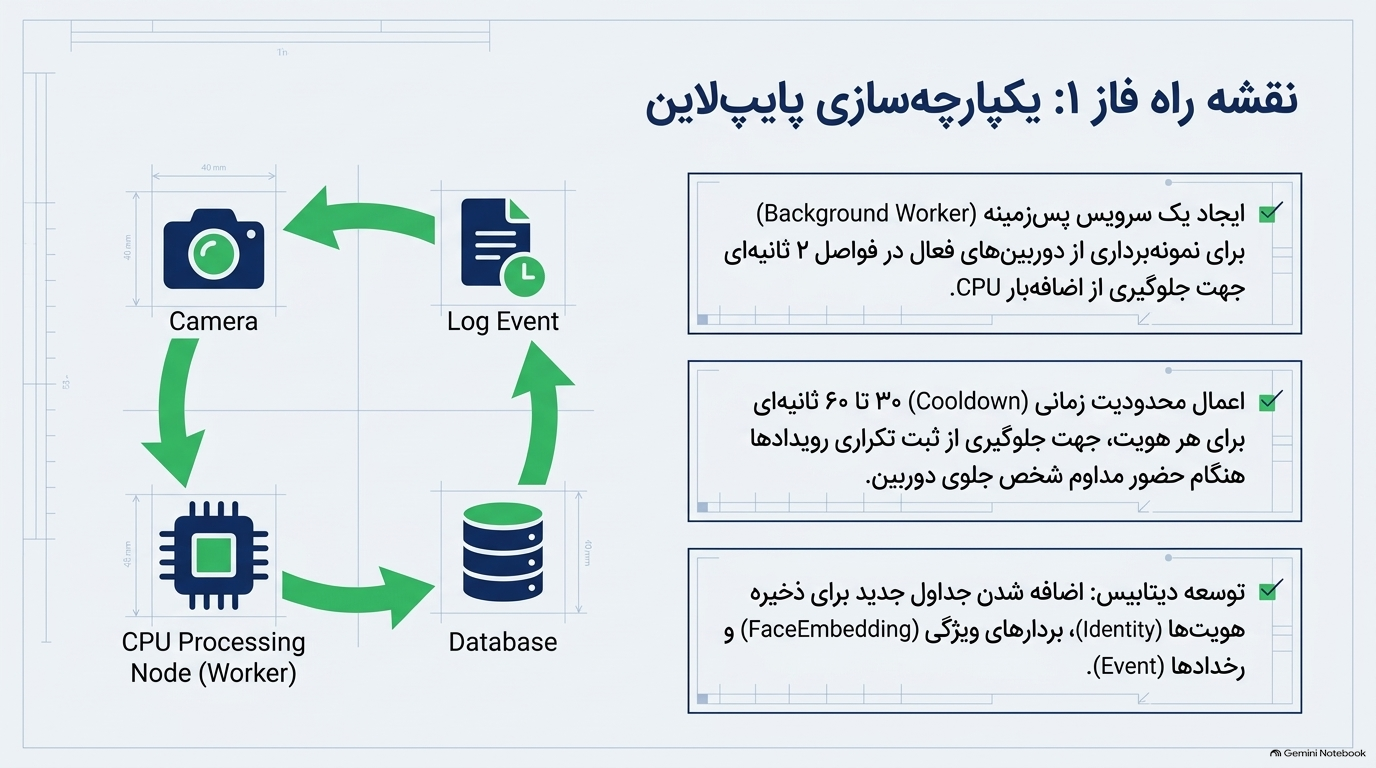 نقشه راه فاز ۱: یکپارچه‌سازی پایپ‌لاین
ایجاد یک سرویس پس‌زمینه (Background Worker)
برای نمونه‌برداری از دوربین‌های فعال در فواصل ۲ ثانیه‌ای
جهت جلوگیری از اضافه‌بار CPU.
اعمال محدودیت زمانی (Cooldown) ۳۰ تا ۶۰ ثانیه‌ای
برای هر هویت، جهت جلوگیری از ثبت تکراری رویدادها
هنگام حضور مداوم شخص جلوی دوربین.
توسعه دیتابیس: اضافه شدن جداول جدید برای ذخیره
هویت‌ها (Identity)، بردارهای ویژگی (FaceEmbedding) و
رخدادها (Event).
40 mm
40 mm
Camera
Log Event
48 mm
40 mm
CPU Processing
Node (Worker)
Database
Gemini Notebook